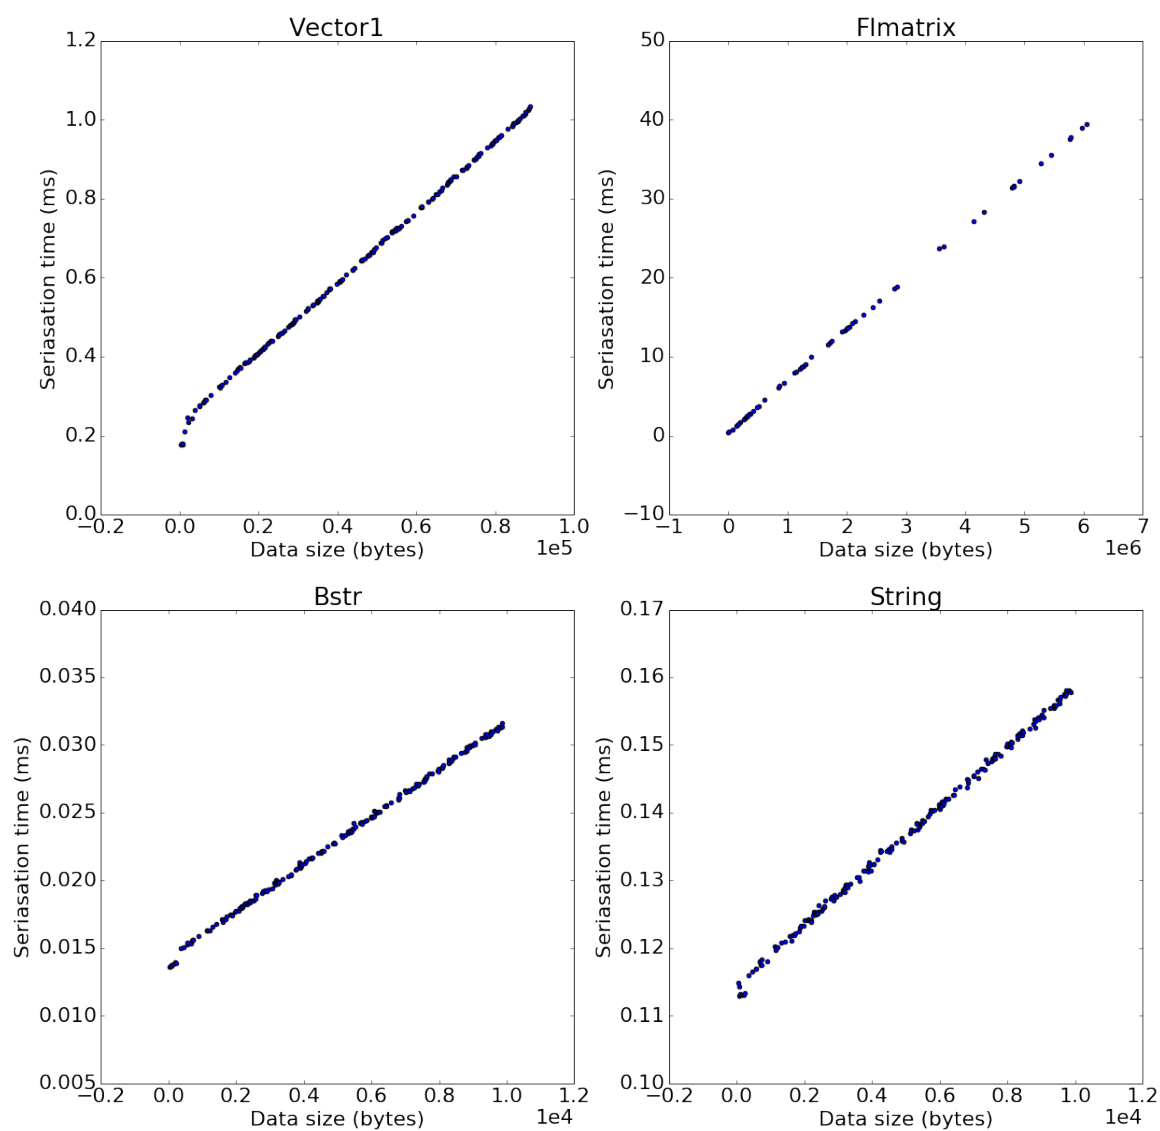 Vector1
1.2
1.0
0.8
0.6
0.4
0.2
0.0
Seriasation time (ms)
−0.2 0.0 0.2 0.4 0.6 0.8 1.0
Data size (bytes)
1e5
Flmatrix
50
40
30
20
10
0
−10
Seriasation time (ms)
−1 0 1 2 3 4 5 6 7
Data size (bytes)
1e6
Bstr
0.040
0.035
0.030
0.025
0.020
0.015
0.010
0.005
Seriasation time (ms)
−0.2 0.0 0.2 0.4 0.6 0.8 1.0 1.2
Data size (bytes)
1e4
String
0.17
0.16
0.15
0.14
0.13
0.12
0.11
0.10
Seriasation time (ms)
−0.2 0.0 0.2 0.4 0.6 0.8 1.0 1.2
Data size (bytes)
1e4